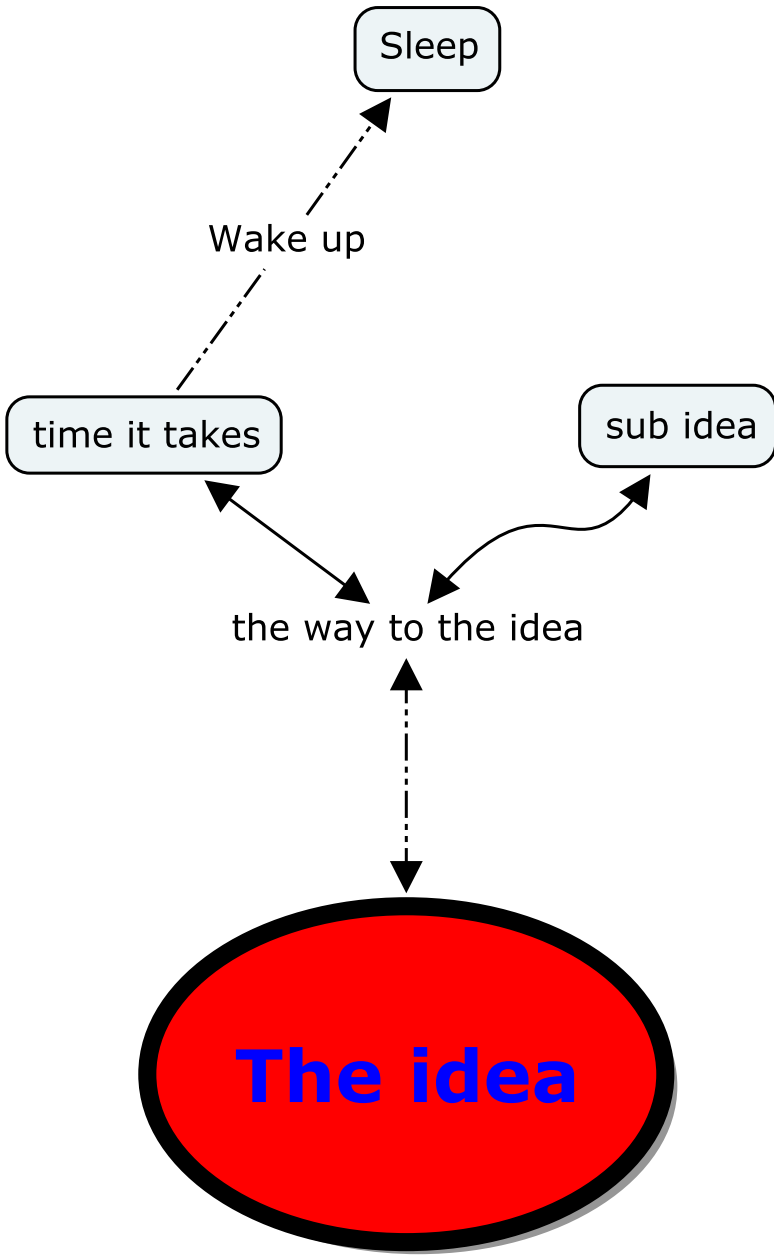 Sleep
Wake up
time it takes
sub idea
the way to the idea
The idea